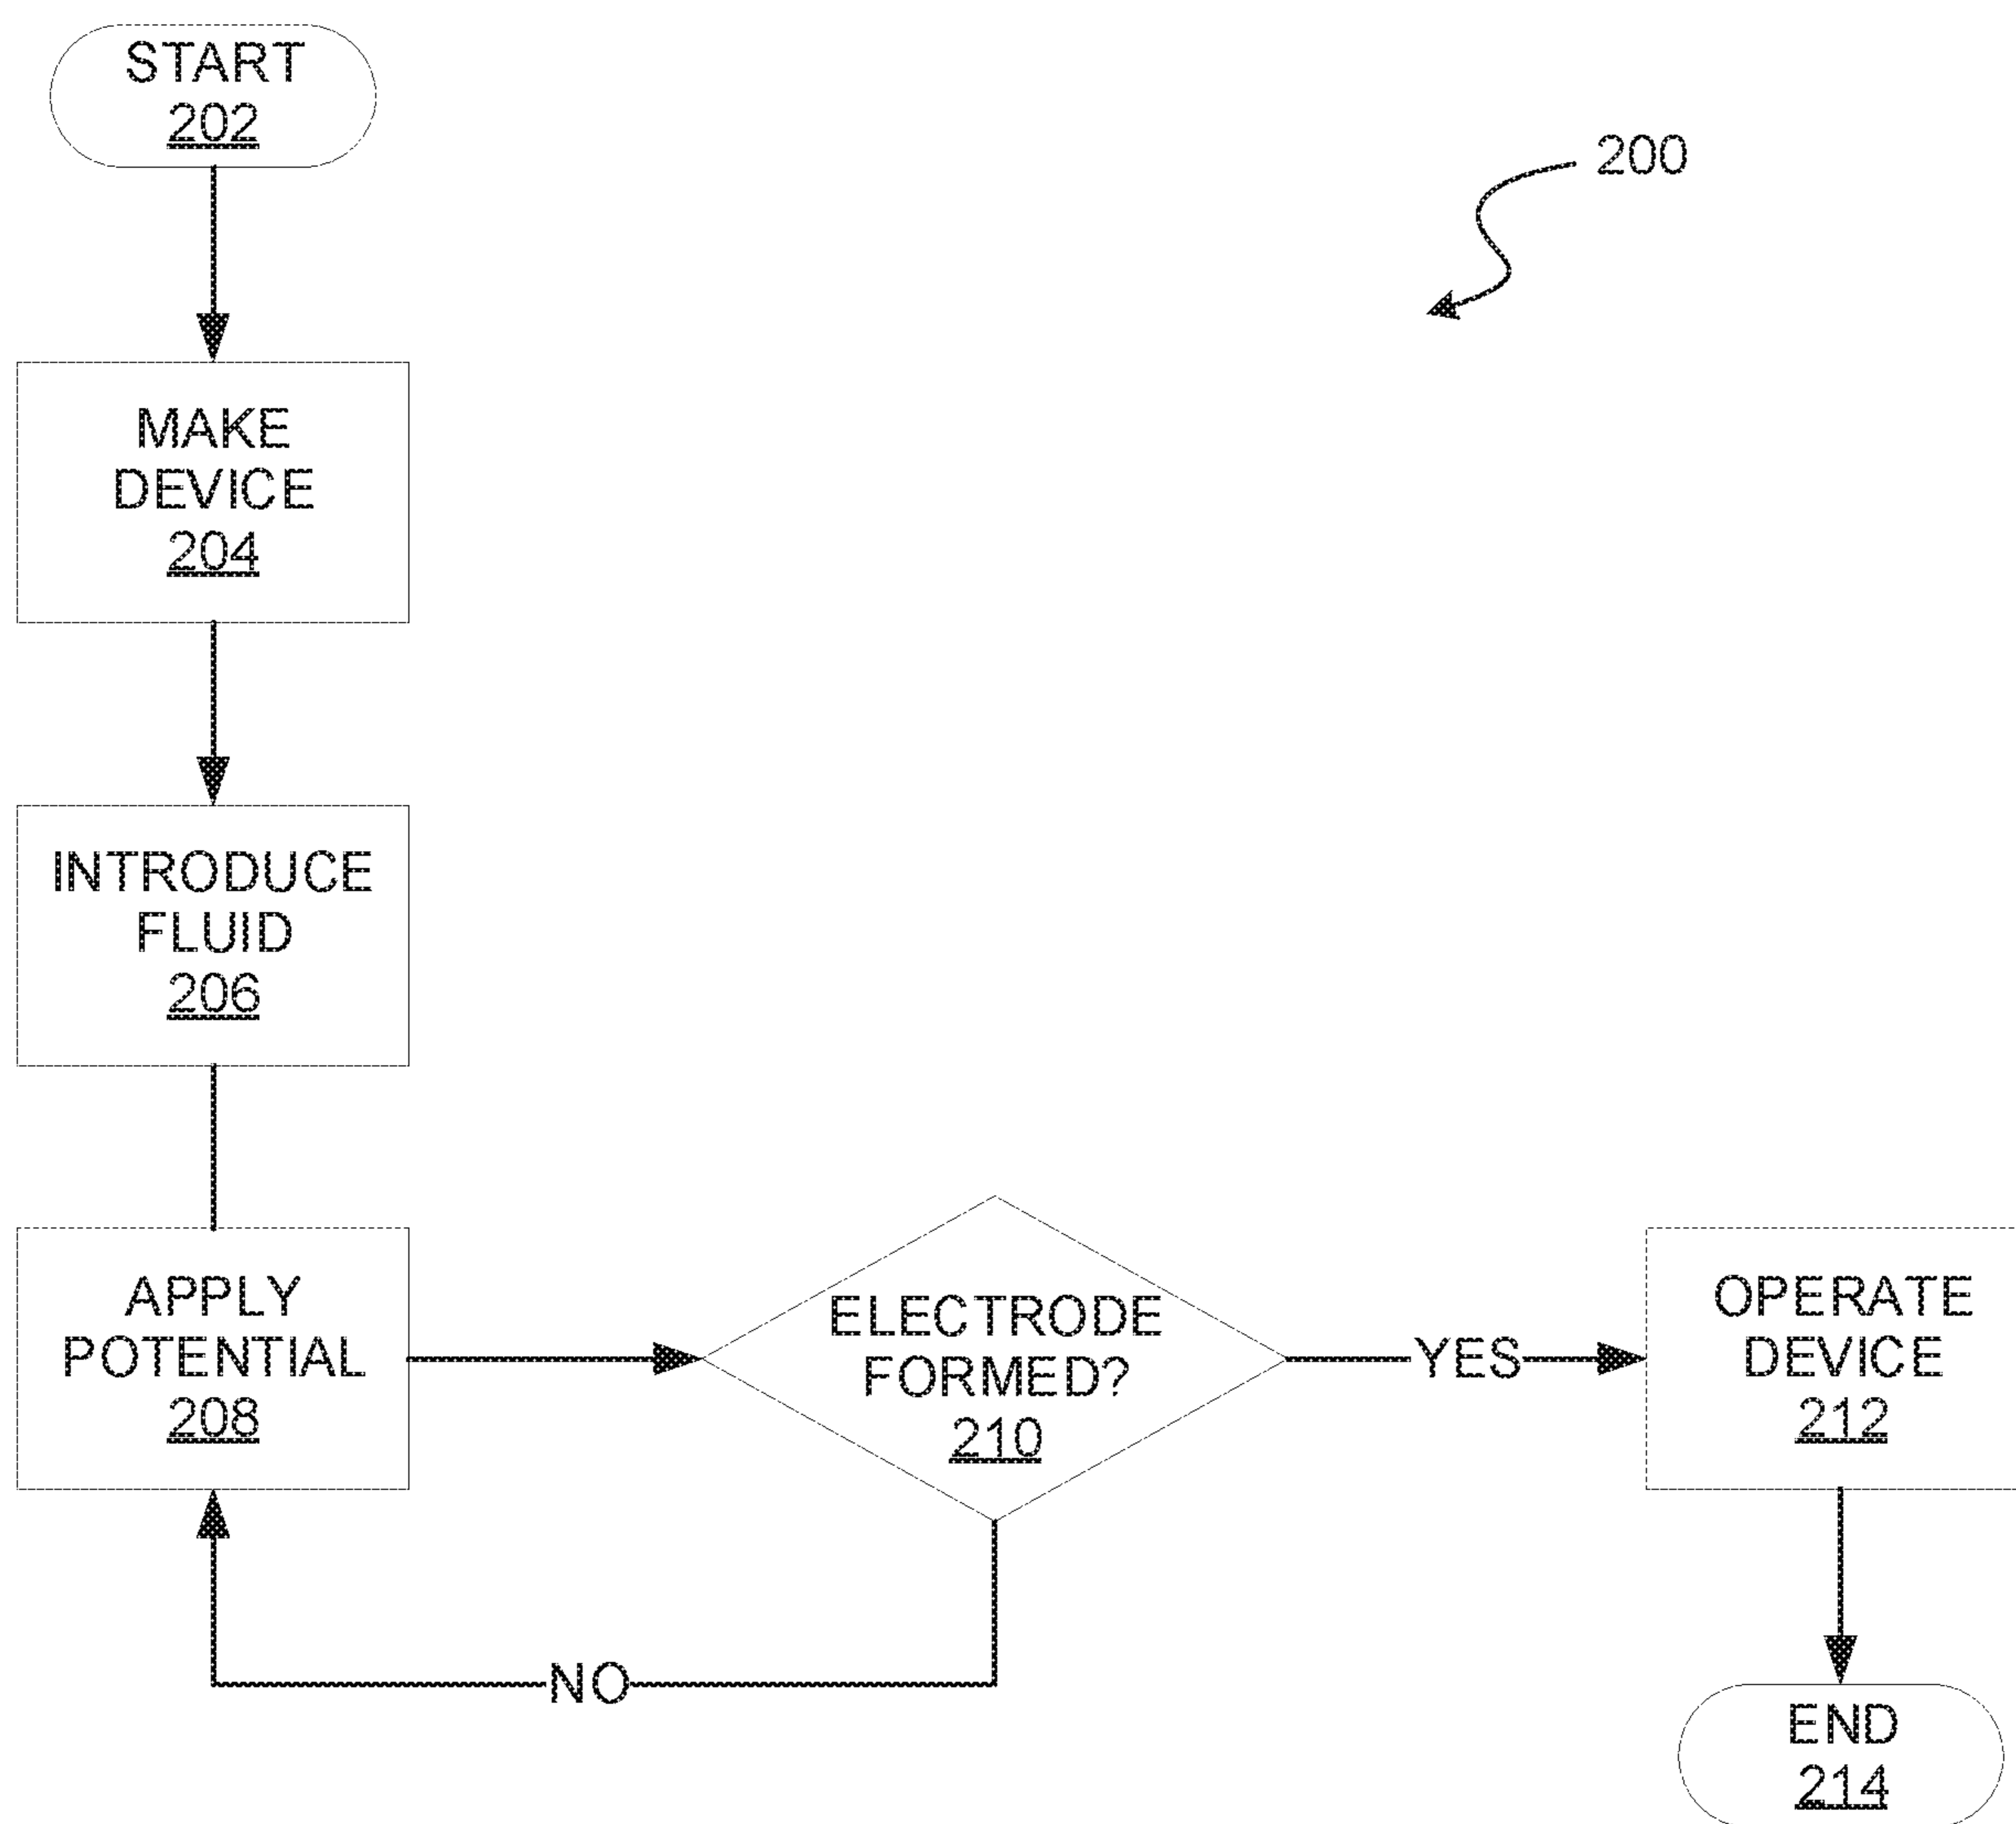 START
202
200
MAKE
DEVICE
204
INTRODUCE
FLUID
206
APPLY
POTENTIAL
208
ELECTRODE
FORMED?
210
YES
OPERATE
DEVICE
212
NO
END
214